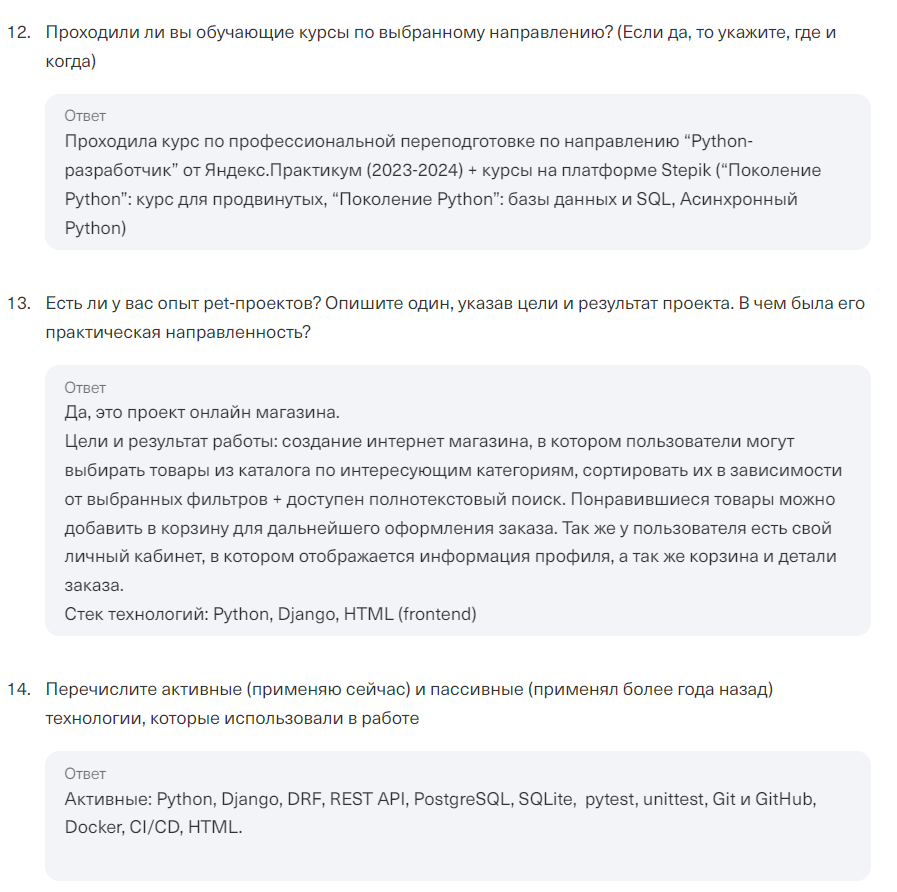 12. Проходили ли вы обучающие курсы по выбранному направлению? (Если да, то укажите, где и
когда)
Ответ
Проходила курс по профессиональной переподготовке по направлению “Python-
разработчик” от Яндекс.Практикум (2023-2024) + курсы на платформе Stepik (“Поколение
Python”: курс для продвинутых, “Поколение Python”: базы данных и SQL, Асинхронный
Python)
13. Есть ли у вас опыт pet-проектов? Опишите один, указав цели и результат проекта. В чем была его
практическая направленность?
Ответ
Да, это проект онлайн магазина.
Цели и результат работы: создание интернет магазина, в котором пользователи могут
выбирать товары из каталога по интересующим категориям, сортировать их в зависимости
от выбранных фильтров + доступен полнотекстовый поиск. Понравившиеся товары можно
добавить в корзину для дальнейшего оформления заказа. Так же у пользователя есть свой
личный кабинет, в котором отображается информация профиля, а так же корзина и детали
заказа.
Стек технологий: Python, Django, HTML (frontend)
14. Перечислите активные (применяю сейчас) и пассивные (применял более года назад)
технологии, которые использовали в работе
Ответ
Активные: Python, Django, DRF, REST API, PostgreSQL, SQLite, pytest, unittest, Git и GitHub,
Docker, CI/CD, HTML.